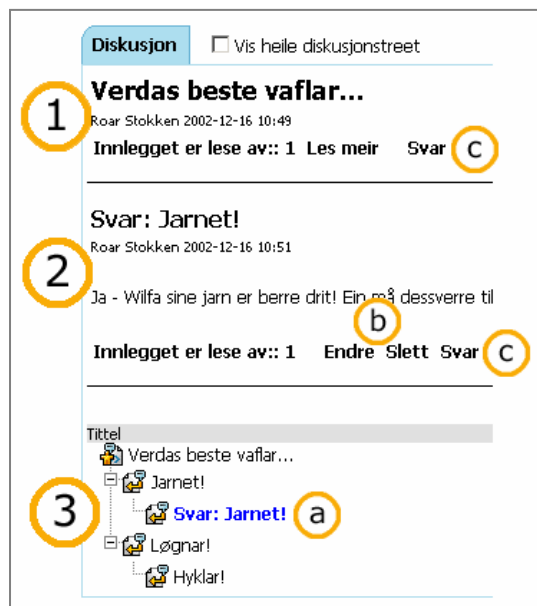 Diskusjon Vis heile diskusjonstreet
Verdas beste vaflar...
1
Roar Stokken 2002-12-16 10:49
Innlegget er lese av:: 1 Les meir Svar c
Svar: Jarnet!
Roar Stokken 2002-12-16 10:51
2
Ja - Wilfa sine jarn er berre drit! Ein må dessverre til
b
Innlegget er lese av:: 1 Endre Slett Svar c
Tittel
Verdas beste vaflar...
Jarnet!
3
Svar: Jarnet! a
Løgnar!
Hyklar!